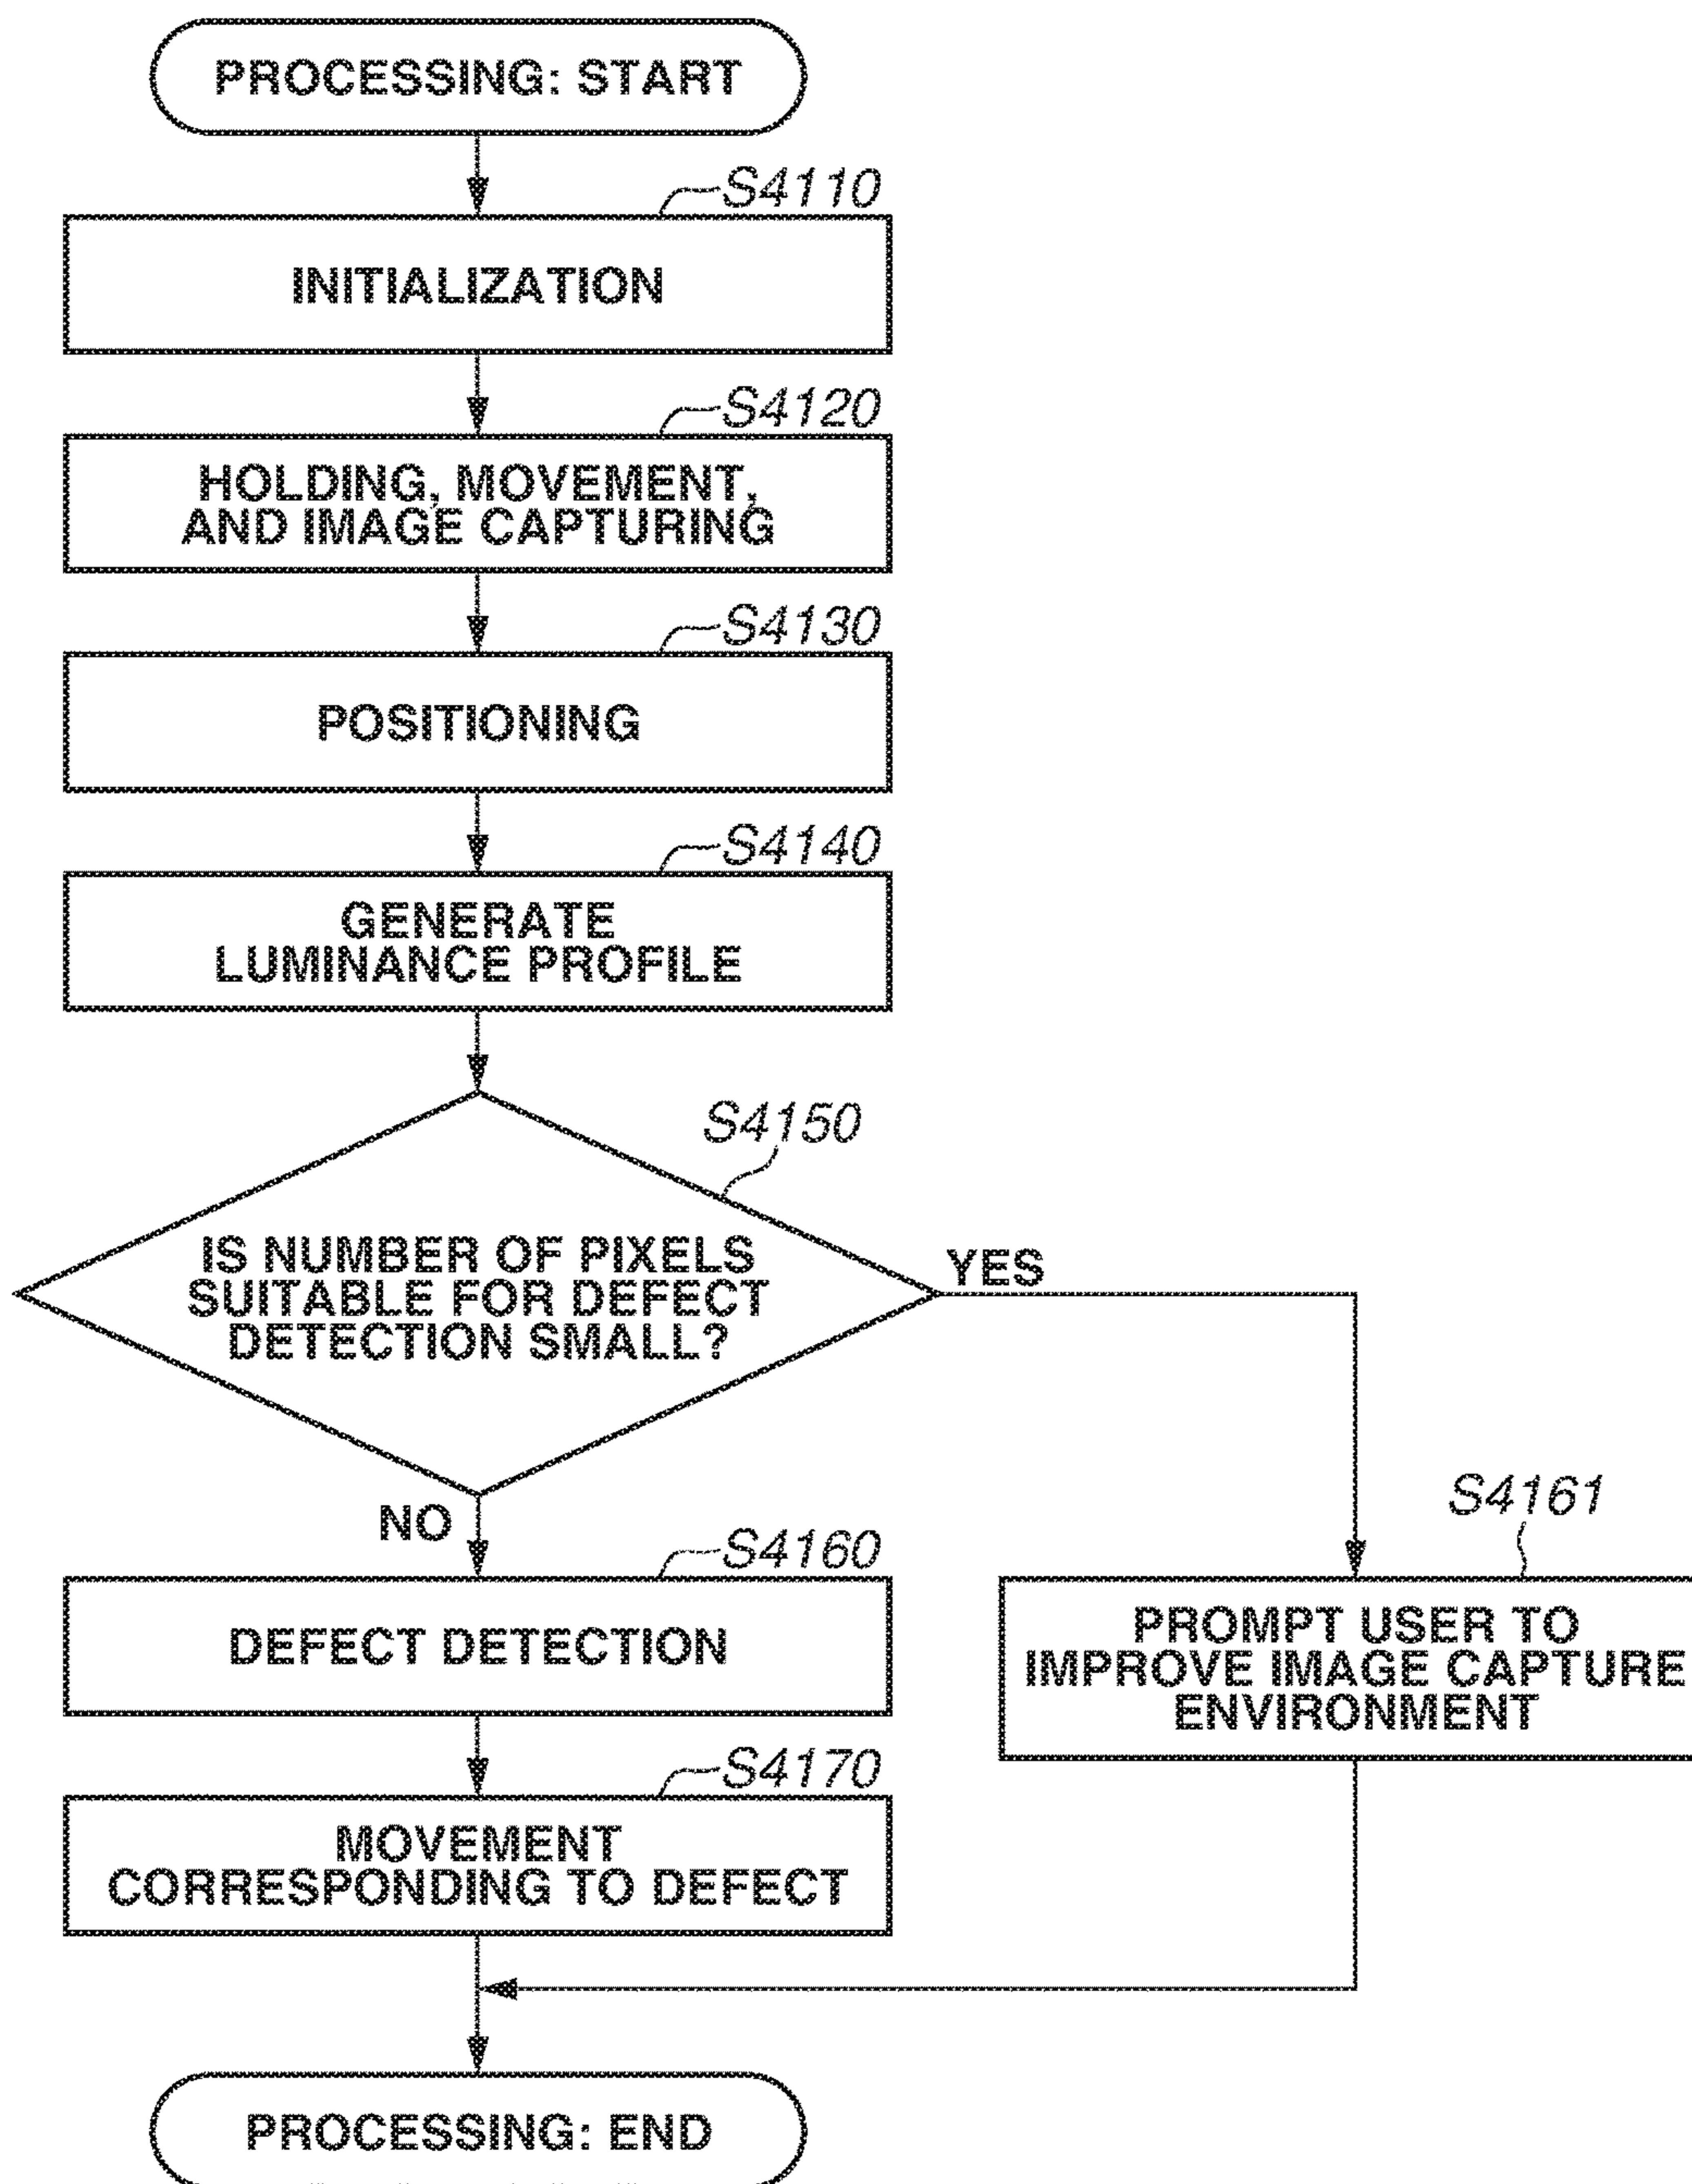 PROCESSING: START
S4110
INITIALIZATION
S4120
HOLDING, MOVEMENT,
AND IMAGE CAPTURING
S4130
POSITIONING
S4140
GENERATE
LUMINANCE PROFILE
S4150
IS NUMBER OF PIXELS
SUITABLE FOR DEFECT
DETECTION SMALL?
YES
NO
S4160
DEFECT DETECTION
S4161
PROMPT USER TO
IMPROVE IMAGE CAPTURE
ENVIRONMENT
S4170
MOVEMENT
CORRESPONDING TO DEFECT
PROCESSING: END